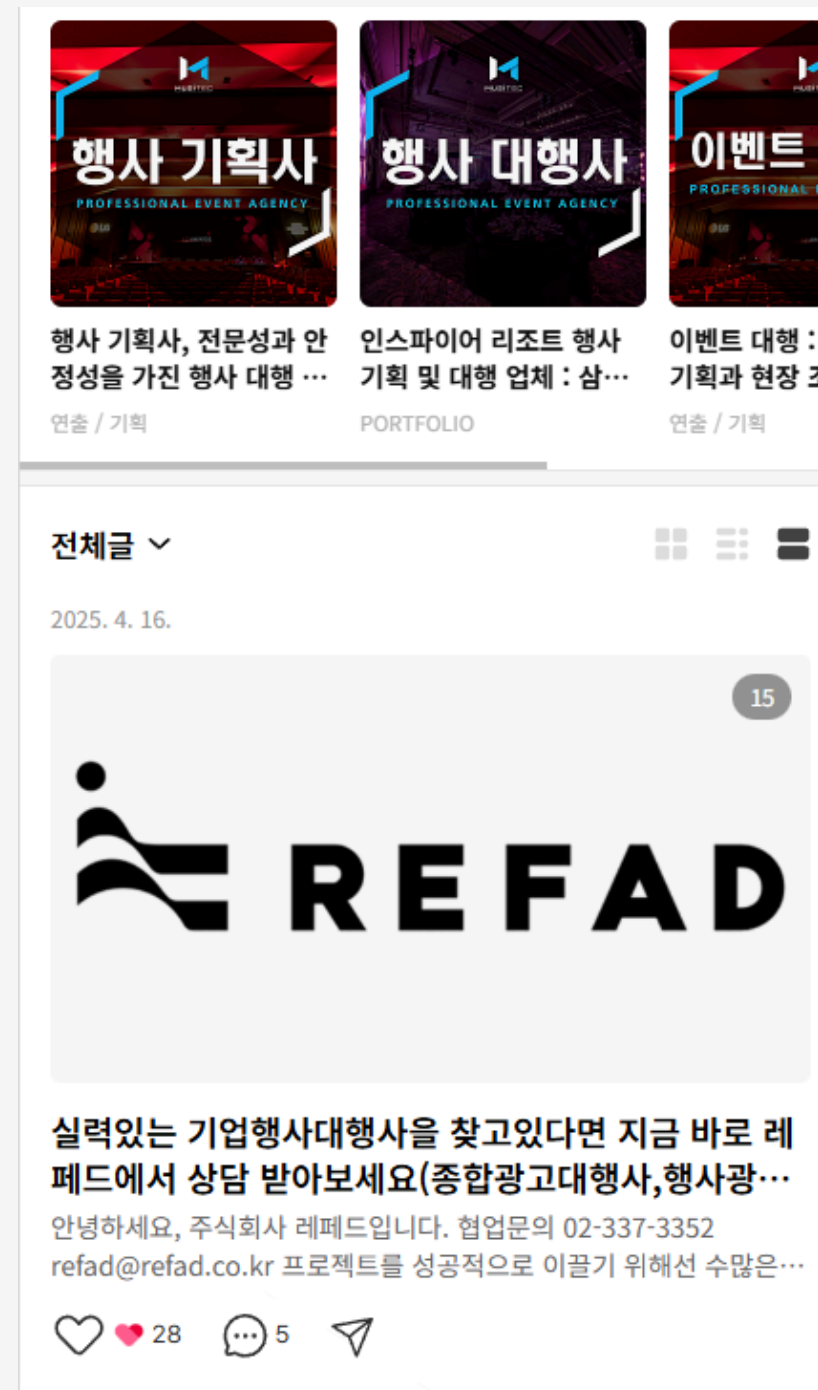 HUBITEC
행사 기획사
PROFESSIONAL EVENT AGENCY
HUBITEC
행사 대행사
PROFESSIONAL EVENT AGENCY
이벤트
PROFESSIONAL
행사 기획사, 전문성과 안
정성을 가진 행사 대행 …
연출 / 기획
인스파이어 리조트 행사
기획 및 대행 업체 : 삼…
PORTFOLIO
이벤트 대행 :
기획과 현장
연출 / 기획
전체글
2025. 4. 16.
15
REFAD
실력있는 기업행사대행사을 찾고있다면 지금 바로 레
페드에서 상담 받아보세요(종합광고대행사,행사광…
안녕하세요, 주식회사 레페드입니다. 협업문의 02-337-3352
refad@refad.co.kr 프로젝트를 성공적으로 이끌기 위해선 수많은…
28
5